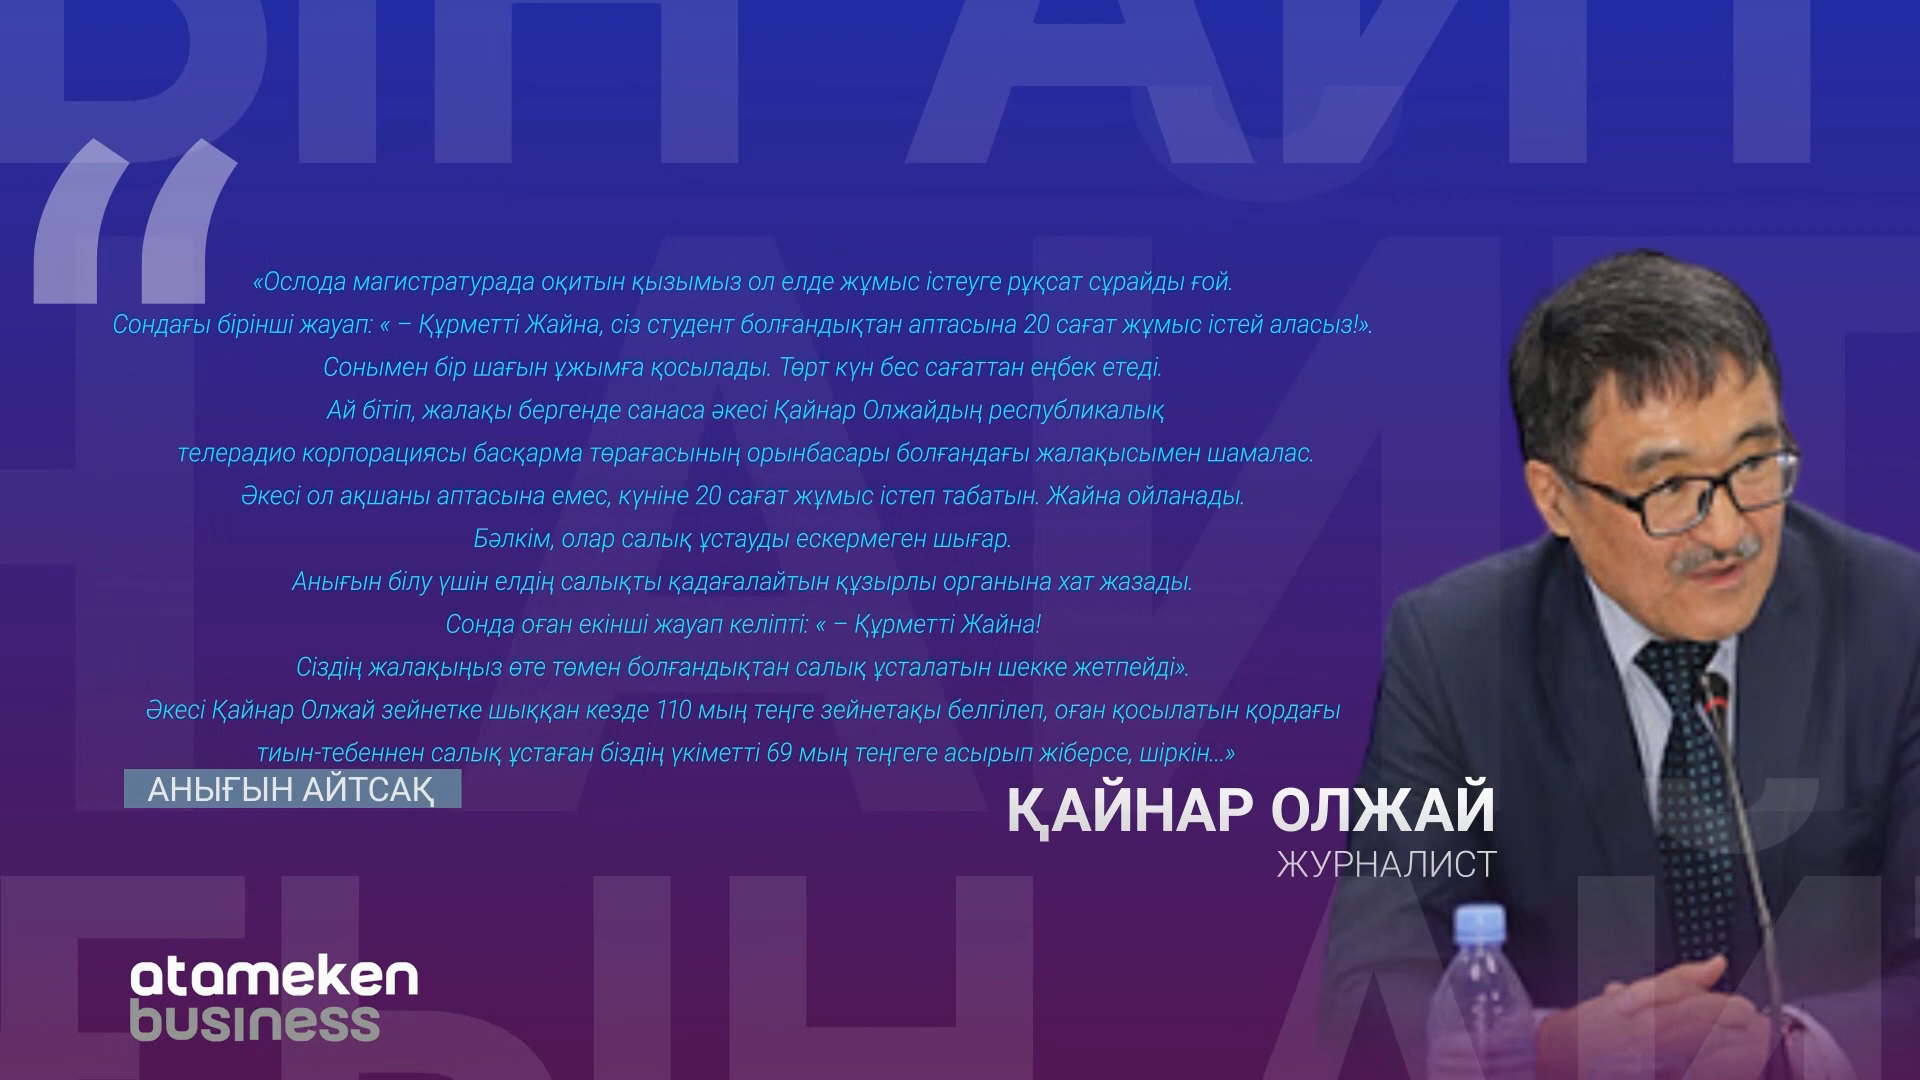 «Ослода магистратурада оқитын қызымыз ол елде жұмыс істеуге рұқсат сұрайды ғой.
Сондағы бірінші жауап: « – Құрметті Жайна, сіз студент болғандықтан аптасына 20 сағат жұмыс істей аласыз!».
Сонымен бір шағын ұжымға қосылады. Төрт күн бес сағаттан еңбек етеді.
Ай бітіп, жалақы бергенде санаса әкесі Қайнар Олжайдың республикалық
телерадио корпорациясы басқарма төрағасының орынбасары болғандағы жалақысымен шамалас.
Әкесі ол ақшаны аптасына емес, күніне 20 сағат жұмыс істеп табатын. Жайна ойланады.
Бәлкім, олар салық ұстауды ескермеген шығар.
Анығын білу үшін елдің салықты қадағалайтын құзырлы органына хат жазады.
Сонда оған екінші жауап келіпті: « – Құрметті Жайна!
Сіздің жалақыңыз өте төмен болғандықтан салық ұсталатын шекке жетпейді».
Әкесі Қайнар Олжай зейнетке шыққан кезде 110 мың теңге зейнетақы белгілеп, оған қосылатын қордағы
тиын-тебеннен салық ұстаған біздің үкіметті 69 мың теңгеге асырып жіберсе, шіркін...»
АНЫҒЫН АЙТСАҚ
ҚАЙНАР ОЛЖАЙ
ЖУРНАЛИСТ
atameken
business